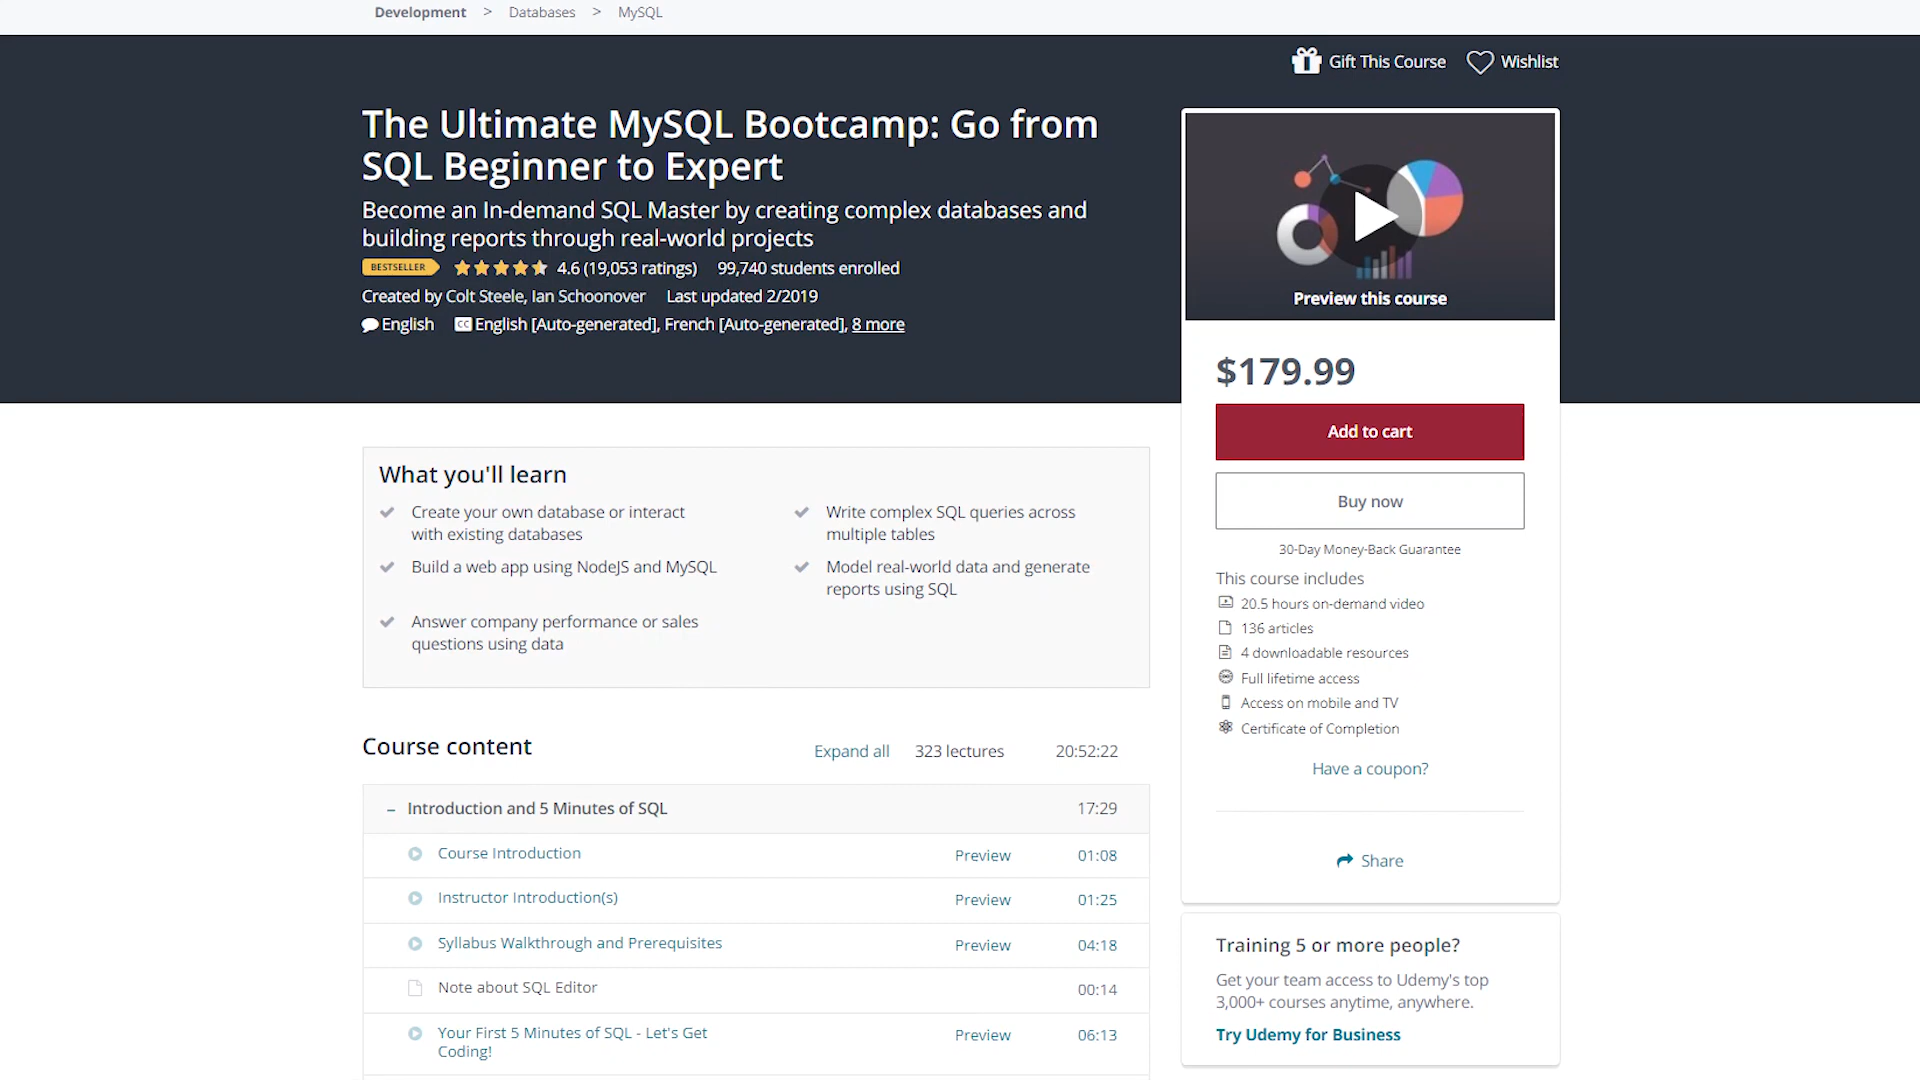 Development > Databases > MySQL
Gift This Course Wishlist
The Ultimate MySQL Bootcamp: Go from
SQL Beginner to Expert
Become an In-demand SQL Master by creating complex databases and
building reports through real-world projects
BESTSELLER 4.6 (19,053 ratings) 99,740 students enrolled
Created by Colt Steele, Ian Schoonover Last updated 2/2019
English CC English [Auto-generated], French [Auto-generated], 8 more
Preview this course
$179.99
Add to cart
Buy now
30-Day Money-Back Guarantee
This course includes
20.5 hours on-demand video
136 articles
4 downloadable resources
Full lifetime access
Access on mobile and TV
Certificate of Completion
Have a coupon?
Share
Training 5 or more people?
Get your team access to Udemy's top
3,000+ courses anytime, anywhere.
Try Udemy for Business
What you'll learn
Create your own database or interact
with existing databases
Write complex SQL queries across
multiple tables
Build a web app using NodeJS and MySQL
Model real-world data and generate
reports using SQL
Answer company performance or sales
questions using data
Course content Expand all 323 lectures 20:52:22
– Introduction and 5 Minutes of SQL 17:29
Course Introduction Preview 01:08
Instructor Introduction(s) Preview 01:25
Syllabus Walkthrough and Prerequisites Preview 04:18
Note about SQL Editor 00:14
Your First 5 Minutes of SQL - Let's Get Preview 06:13
Coding!